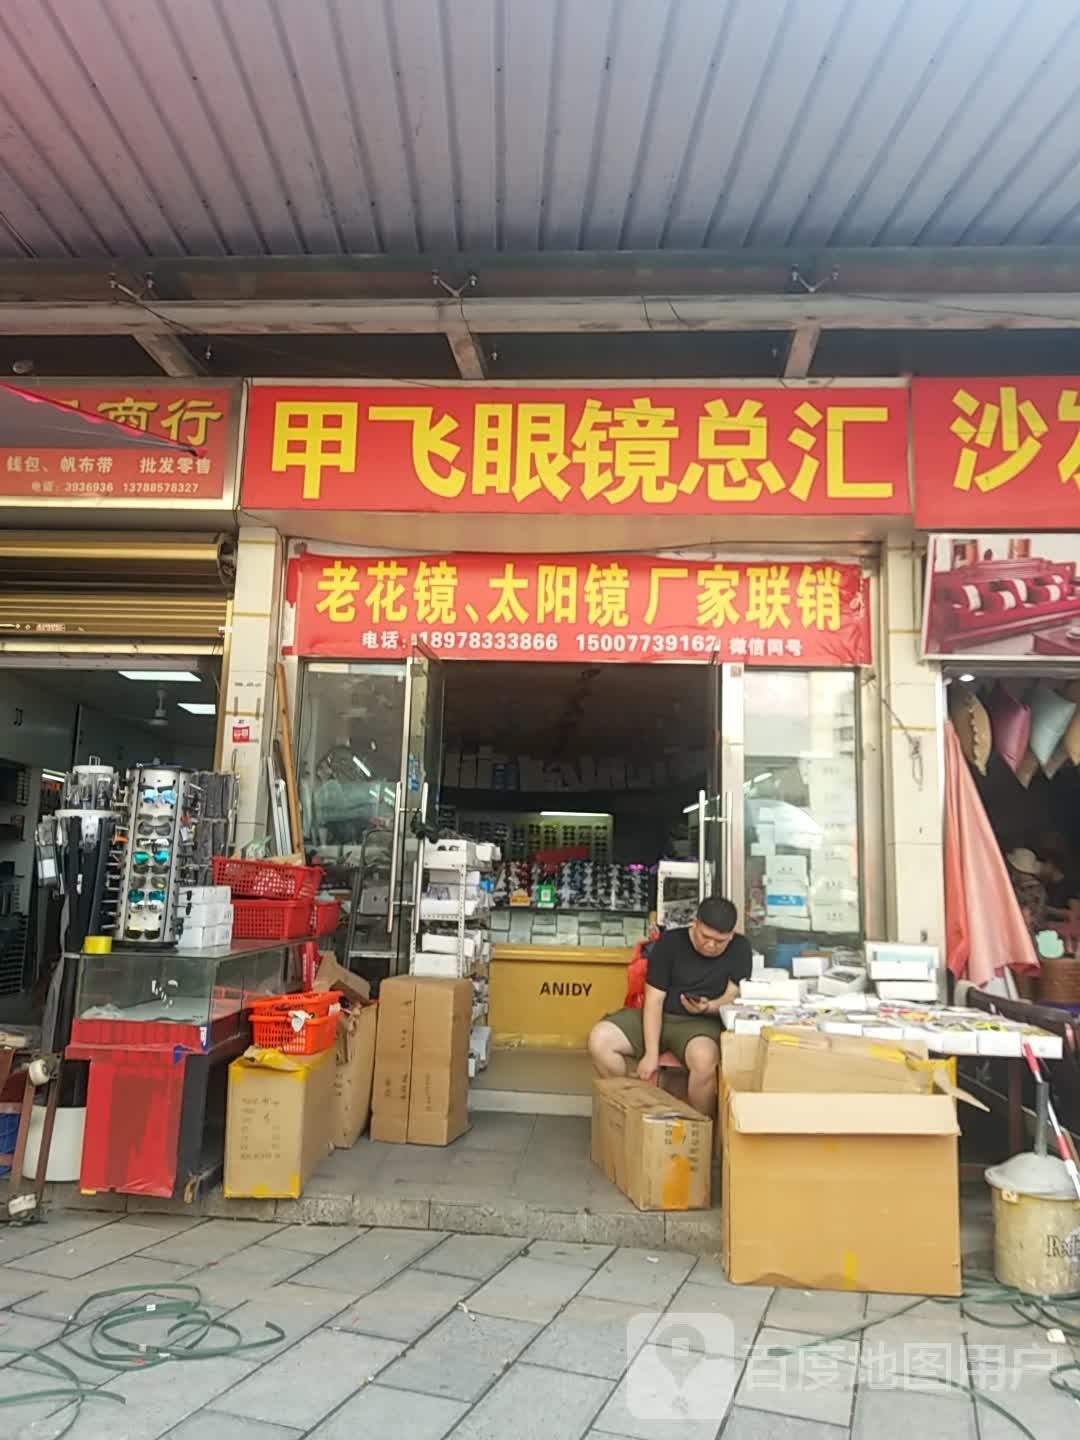 商行
钱包、帆布带 批发零售
电话：3936936 13788578327
甲飞眼镜总汇
沙发
老花镜、太阳镜厂家联销
电话：18978333866 15007739162 微信同号
ANIDY
百度地图用户